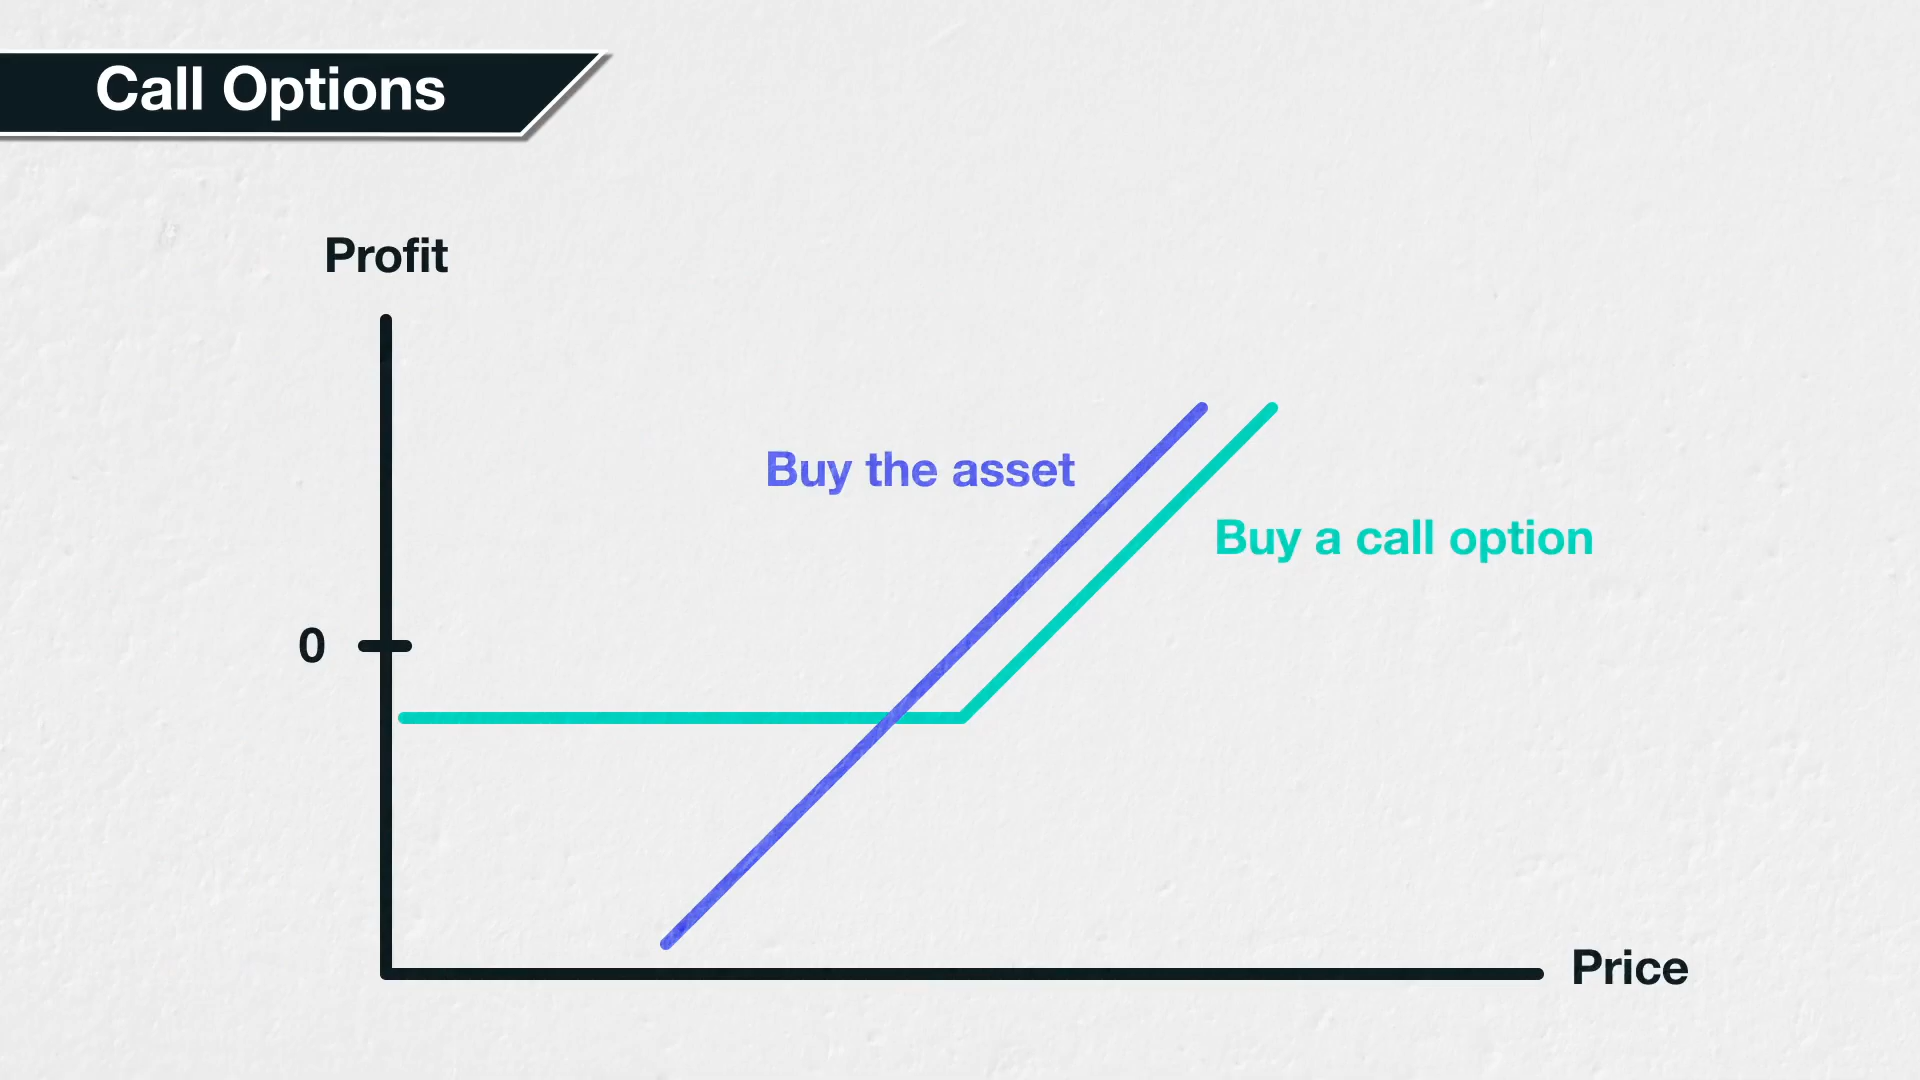 Call Options
Profit
Buy the asset
Buy a call option
0
Price